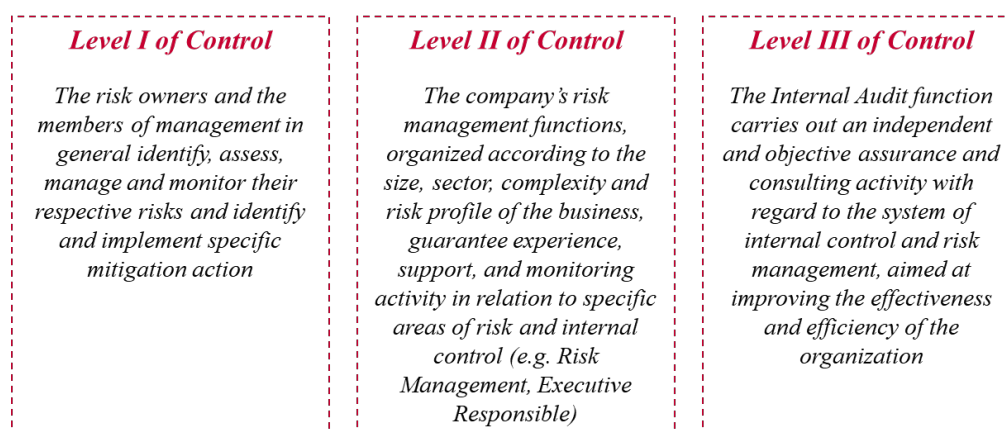 Level I of Control
The risk owners and the
members of management in
general identify, assess,
manage and monitor their
respective risks and identify
and implement specific
mitigation action
Level II of Control
The company’s risk
management functions,
organized according to the
size, sector, complexity and
risk profile of the business,
guarantee experience,
support, and monitoring
activity in relation to specific
areas of risk and internal
control (e.g. Risk
Management, Executive
Responsible)
Level III of Control
The Internal Audit function
carries out an independent
and objective assurance and
consulting activity with
regard to the system of
internal control and risk
management, aimed at
improving the effectiveness
and efficiency of the
organization